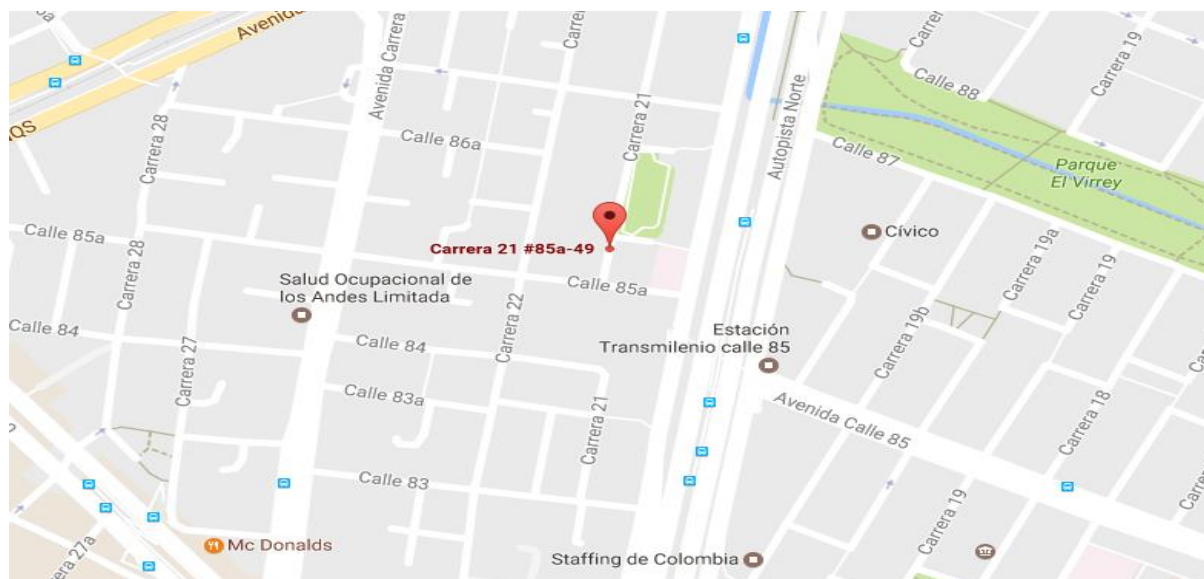 Avenida
Avenida Carrera
Carrera 28
Calle 86a
Carrera 21
Autopista Norte
Carrera 19
Calle 88
Calle 87
Parque
El Virrey
Cívico
Carrera 21 #85a-49
Calle 85a
Carrera 28
Salud Ocupacional de
los Andes Limitada
Carrera 22
Calle 85a
Carrera 19a
Carrera 19
Calle 84
Carrera 27
Calle 84
Estación
Transmilenio calle 85
Carrera 19b
Calle 83a
Carrera 21
Avenida Calle 85
Carrera 18
Calle 83
Carrera 19
Mc Donalds
Carrera 27a
Staffing de Colombia